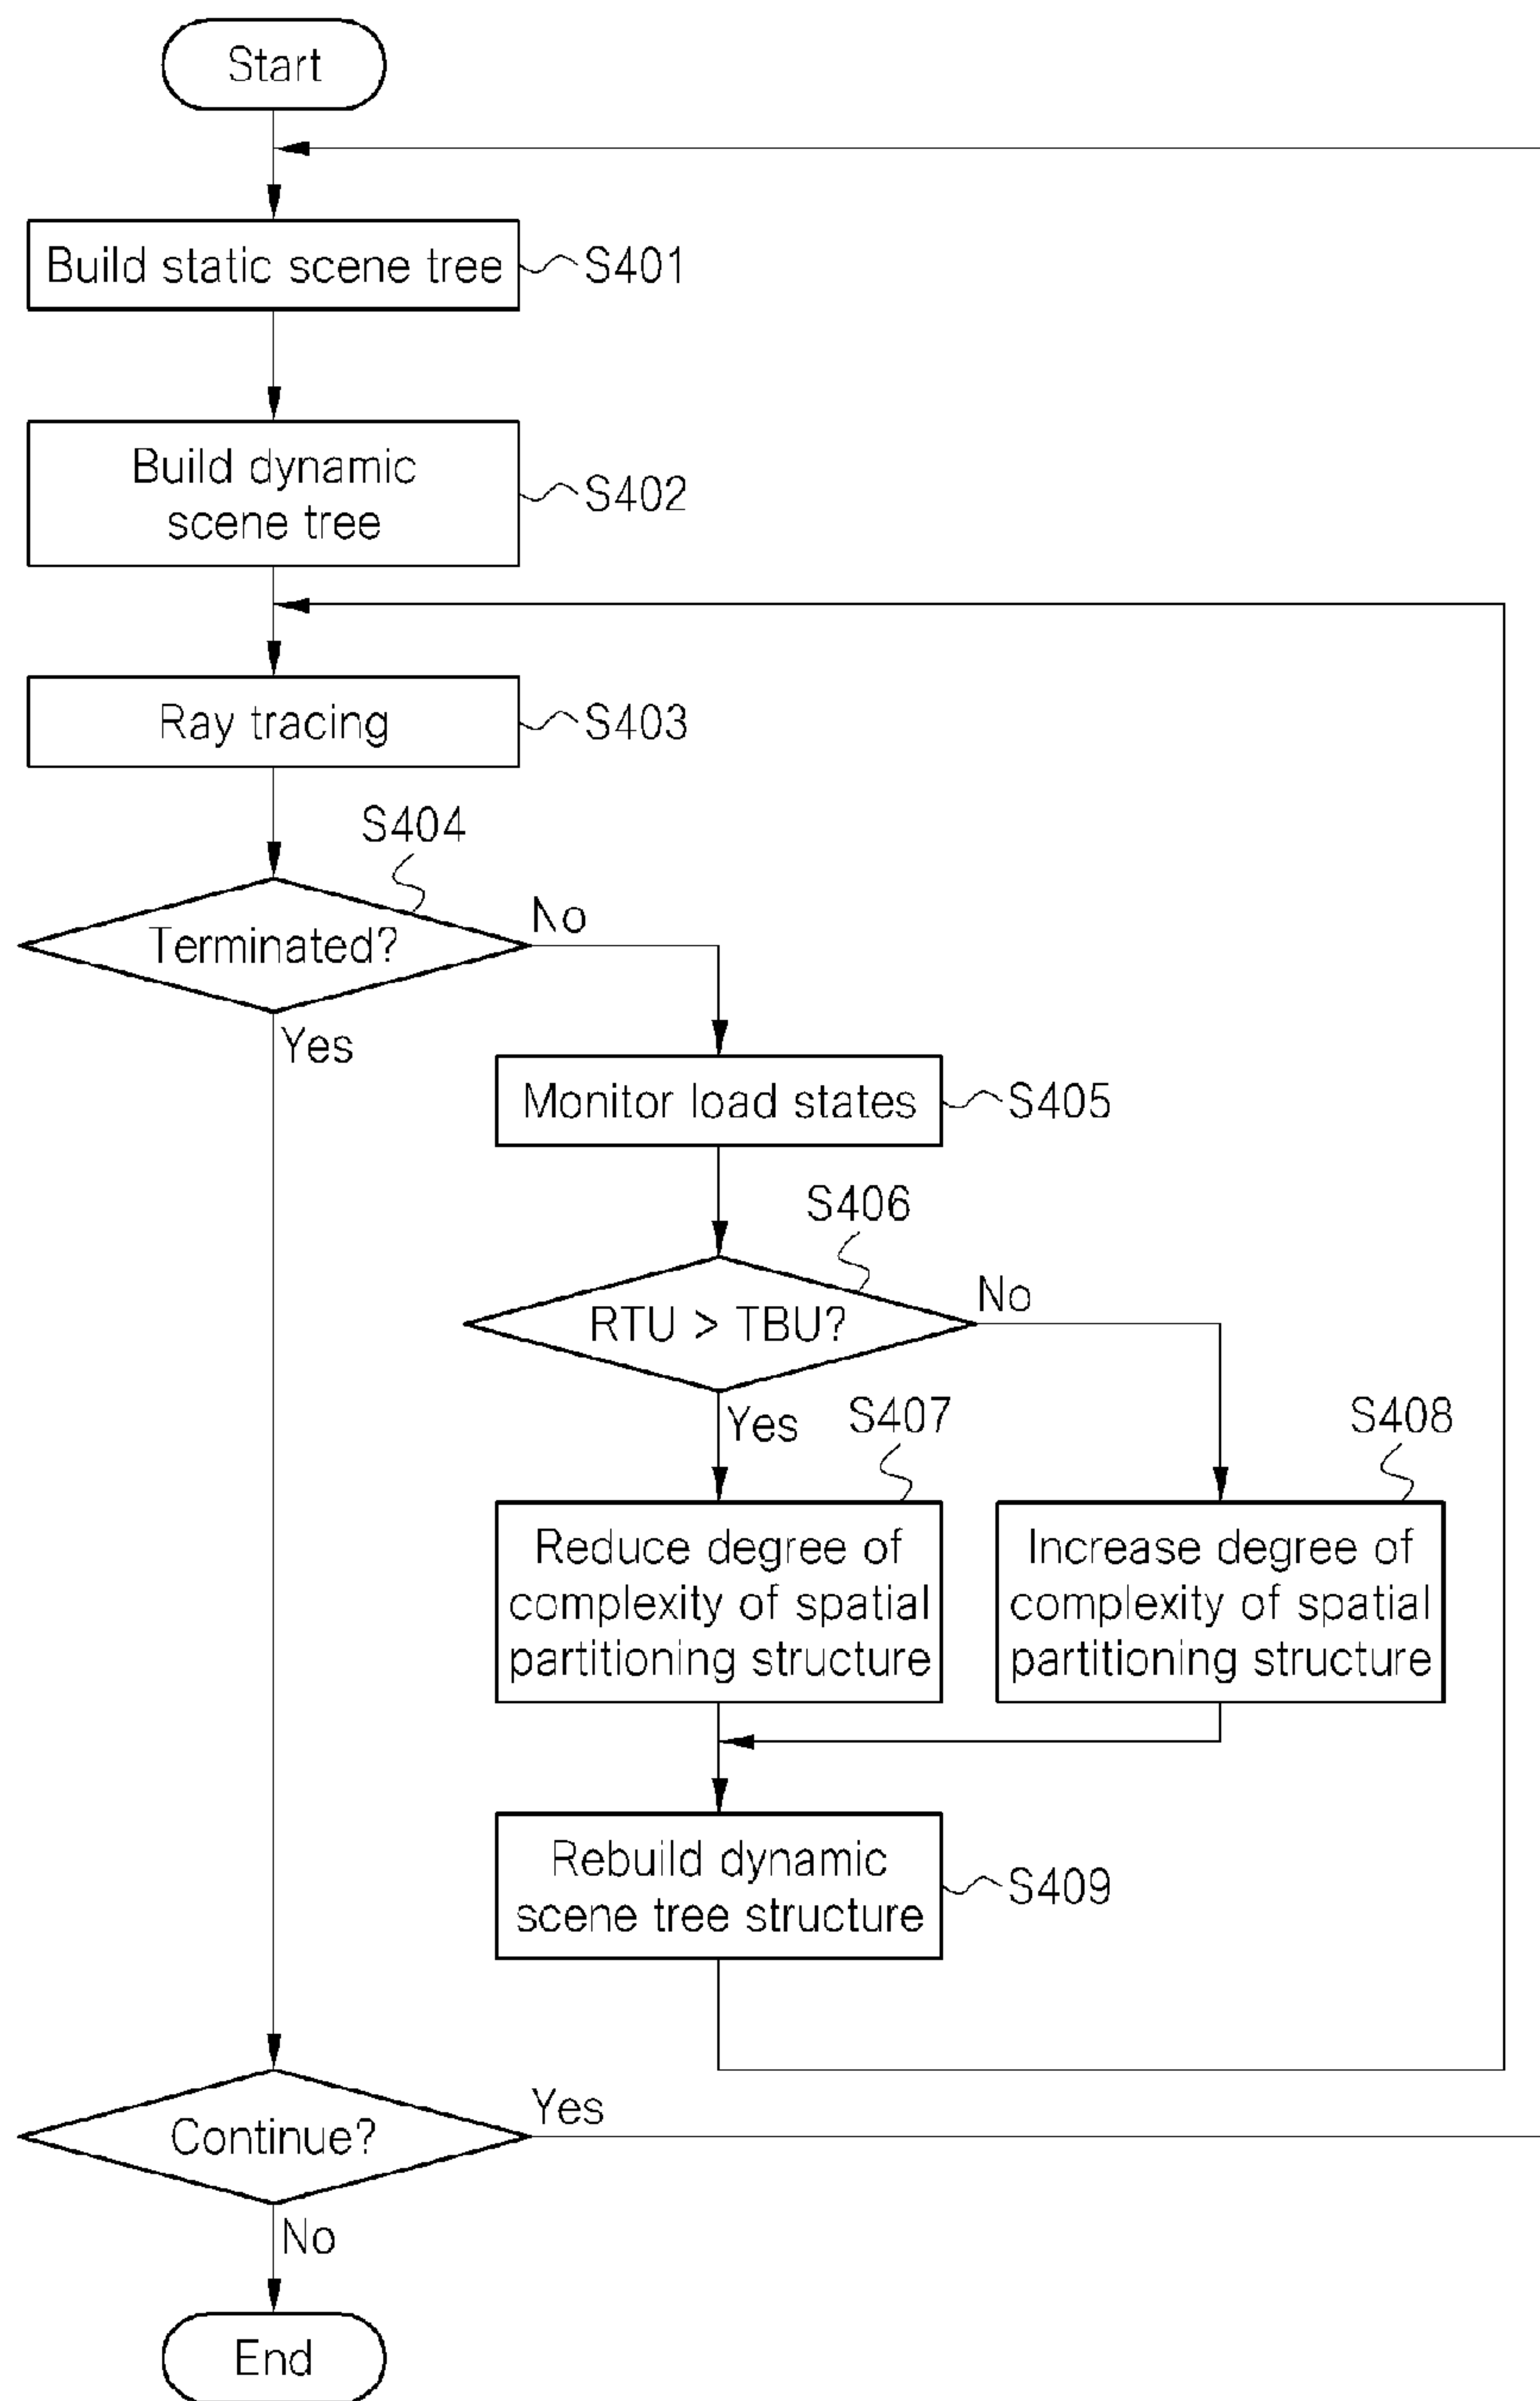 Start
Build static scene tree
S401
Build dynamic
scene tree
S402
Ray tracing
S403
S404
Terminated?
No
Yes
Monitor load states
S405
S406
RTU > TBU?
No
Yes
S407
S408
Reduce degree of
complexity of spatial
partitioning structure
Increase degree of
complexity of spatial
partitioning structure
Rebuild dynamic
scene tree structure
S409
Continue?
Yes
No
End